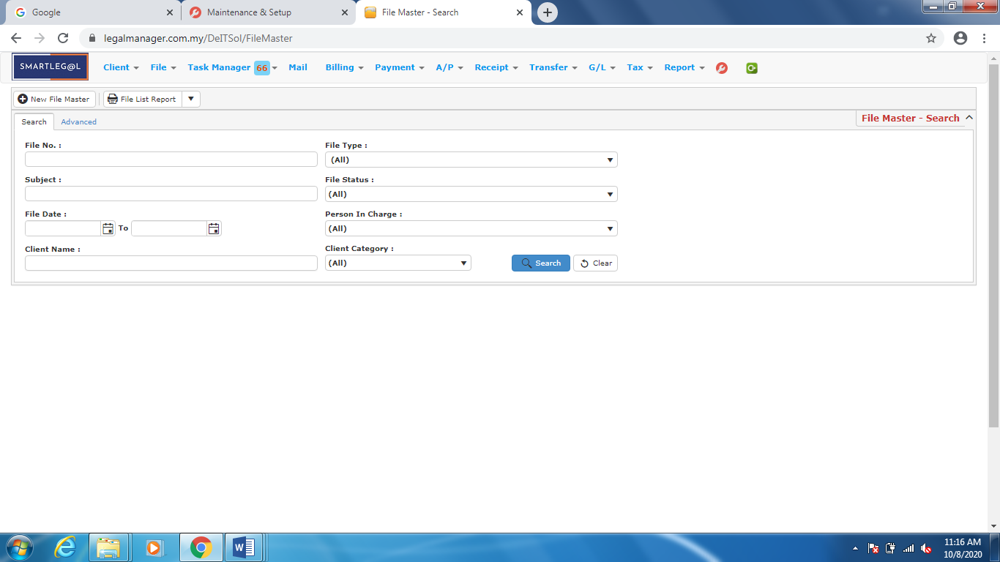 Google
Maintenance & Setup
File Master - Search
legalmanager.com.my/DeITSol/FileMaster
SMARTLEG@L Client File Task Manager 66 Mail Billing Payment A/P Receipt Transfer G/L Tax Report
New File Master File List Report
Search Advanced File Master - Search
File No. : File Type :
(All)
Subject : File Status :
(All)
File Date : Person In Charge :
To (All)
Client Name : Client Category :
(All) Search Clear
11:16 AM
10/8/2020